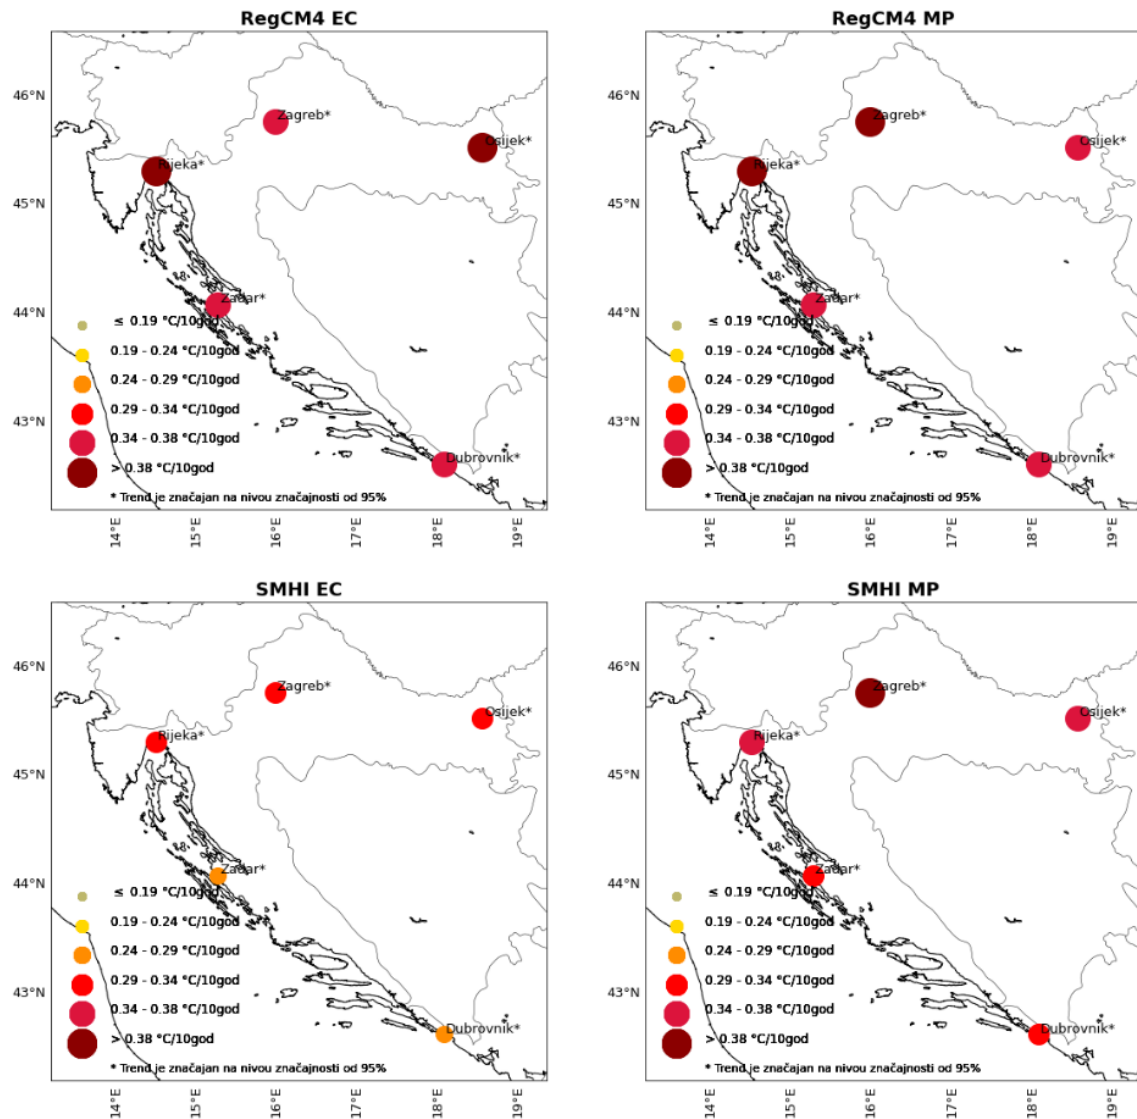 RegCM4 EC
46°N
45°N
44°N
43°N
Zagreb*
Osijek*
Rijeka*
Zadar*
≤ 0.19 °C/10god
0.19 - 0.24 °C/10god
0.24 - 0.29 °C/10god
0.29 - 0.34 °C/10god
0.34 - 0.38 °C/10god
> 0.38 °C/10god
Dubrovnik*
* Trend je značajan na nivou značajnosti od 95%
14°E
15°E
16°E
17°E
18°E
19°E
RegCM4 MP
Zagreb*
Osijek*
Rijeka*
Zadar*
≤ 0.19 °C/10god
0.19 - 0.24 °C/10god
0.24 - 0.29 °C/10god
0.29 - 0.34 °C/10god
0.34 - 0.38 °C/10god
> 0.38 °C/10god
Dubrovnik*
* Trend je značajan na nivou značajnosti od 95%
14°E
15°E
16°E
17°E
18°E
19°E
SMHI EC
46°N
45°N
44°N
43°N
Zagreb*
Osijek*
Rijeka*
Zadar*
≤ 0.19 °C/10god
0.19 - 0.24 °C/10god
0.24 - 0.29 °C/10god
0.29 - 0.34 °C/10god
0.34 - 0.38 °C/10god
> 0.38 °C/10god
Dubrovnik*
* Trend je značajan na nivou značajnosti od 95%
14°E
15°E
16°E
17°E
18°E
19°E
SMHI MP
Zagreb*
Osijek*
Rijeka*
Zadar*
≤ 0.19 °C/10god
0.19 - 0.24 °C/10god
0.24 - 0.29 °C/10god
0.29 - 0.34 °C/10god
0.34 - 0.38 °C/10god
> 0.38 °C/10god
Dubrovnik*
* Trend je značajan na nivou značajnosti od 95%
14°E
15°E
16°E
17°E
18°E
19°E